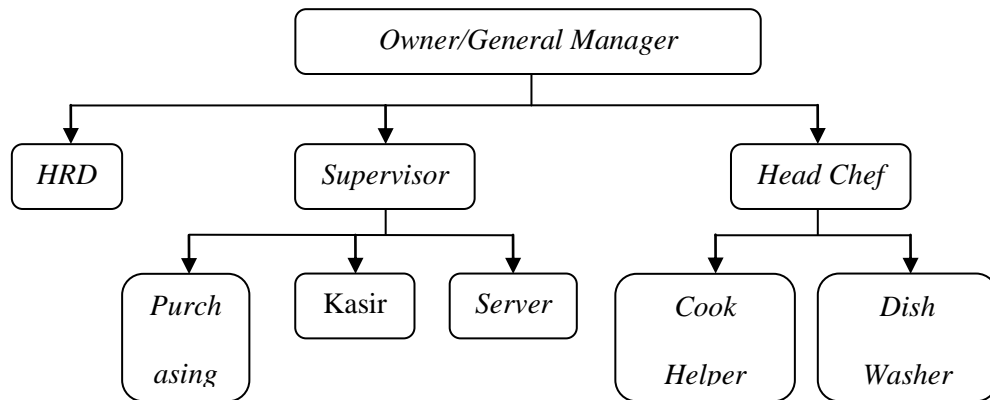 Owner/General Manager
HRD
Supervisor
Head Chef
Purch
asing
Kasir
Server
Cook
Helper
Dish
Washer